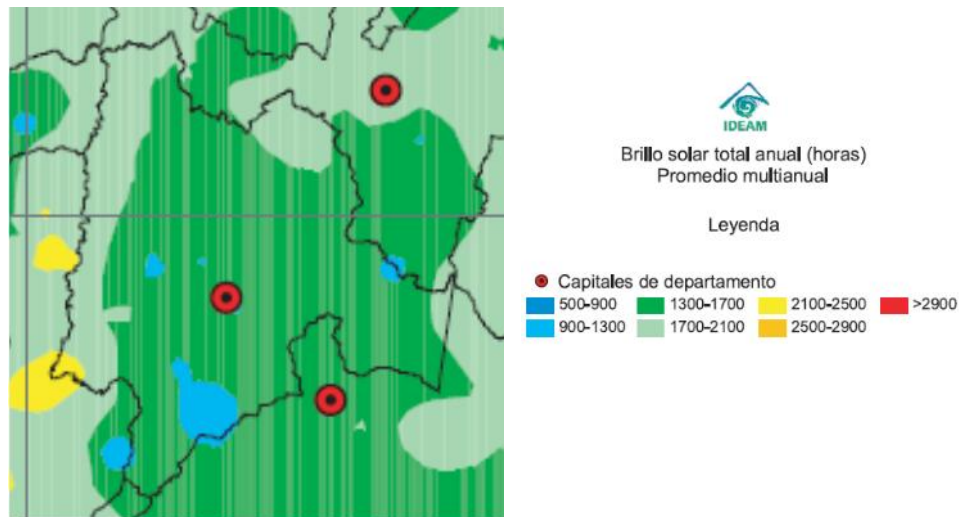 IDEAM
Brillo solar total anual (horas)
Promedio multianual
Leyenda
Capitales de departamento
500-900 1300-1700 2100-2500 >2900
900-1300 1700-2100 2500-2900